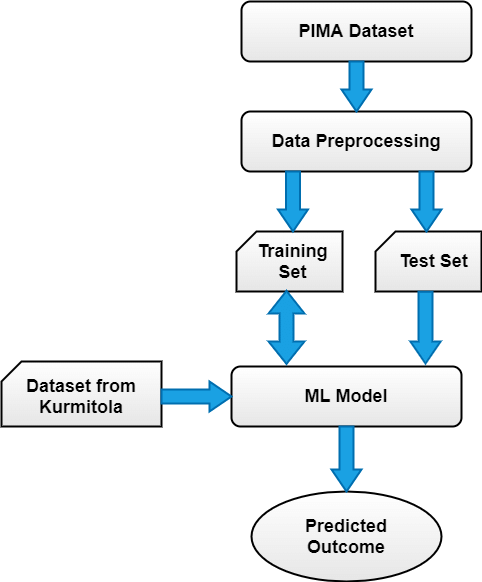 PIMA Dataset
Data Preprocessing
Training
Set
Test Set
Dataset from
Kurmitola
ML Model
Predicted
Outcome